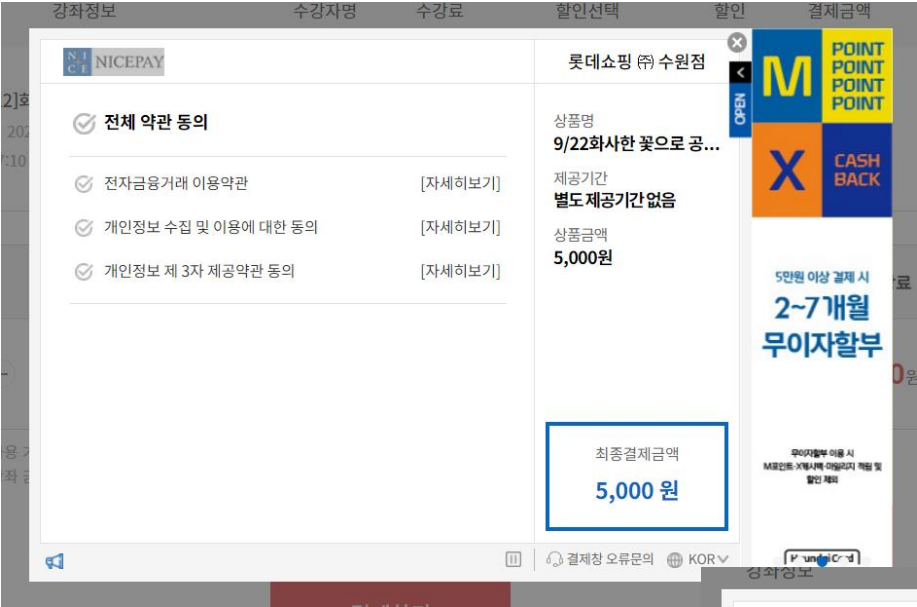 강좌정보 수강자명 수강료 할인선택 할인 결제금액
NICE NICEPAY
롯데쇼핑 ㈜ 수원점
전체 약관 동의
전자금융거래 이용약관 [자세히보기]
개인정보 수집 및 이용에 대한 동의 [자세히보기]
개인정보 제 3자 제공약관 동의 [자세히보기]
상품명
9/22화사한 꽃으로 공...
제공기간
별도 제공기간 없음
상품금액
5,000원
최종결제금액
5,000 원
결제창 오류문의 KOR
OPEN
M POINT
POINT
POINT
POINT
X CASH
BACK
5만원 이상 결제 시
2~7개월
무이자할부
무이자할부 이용 시
M포인트·X캐시백·마일리지 적립 및
할인 제외
강좌정보